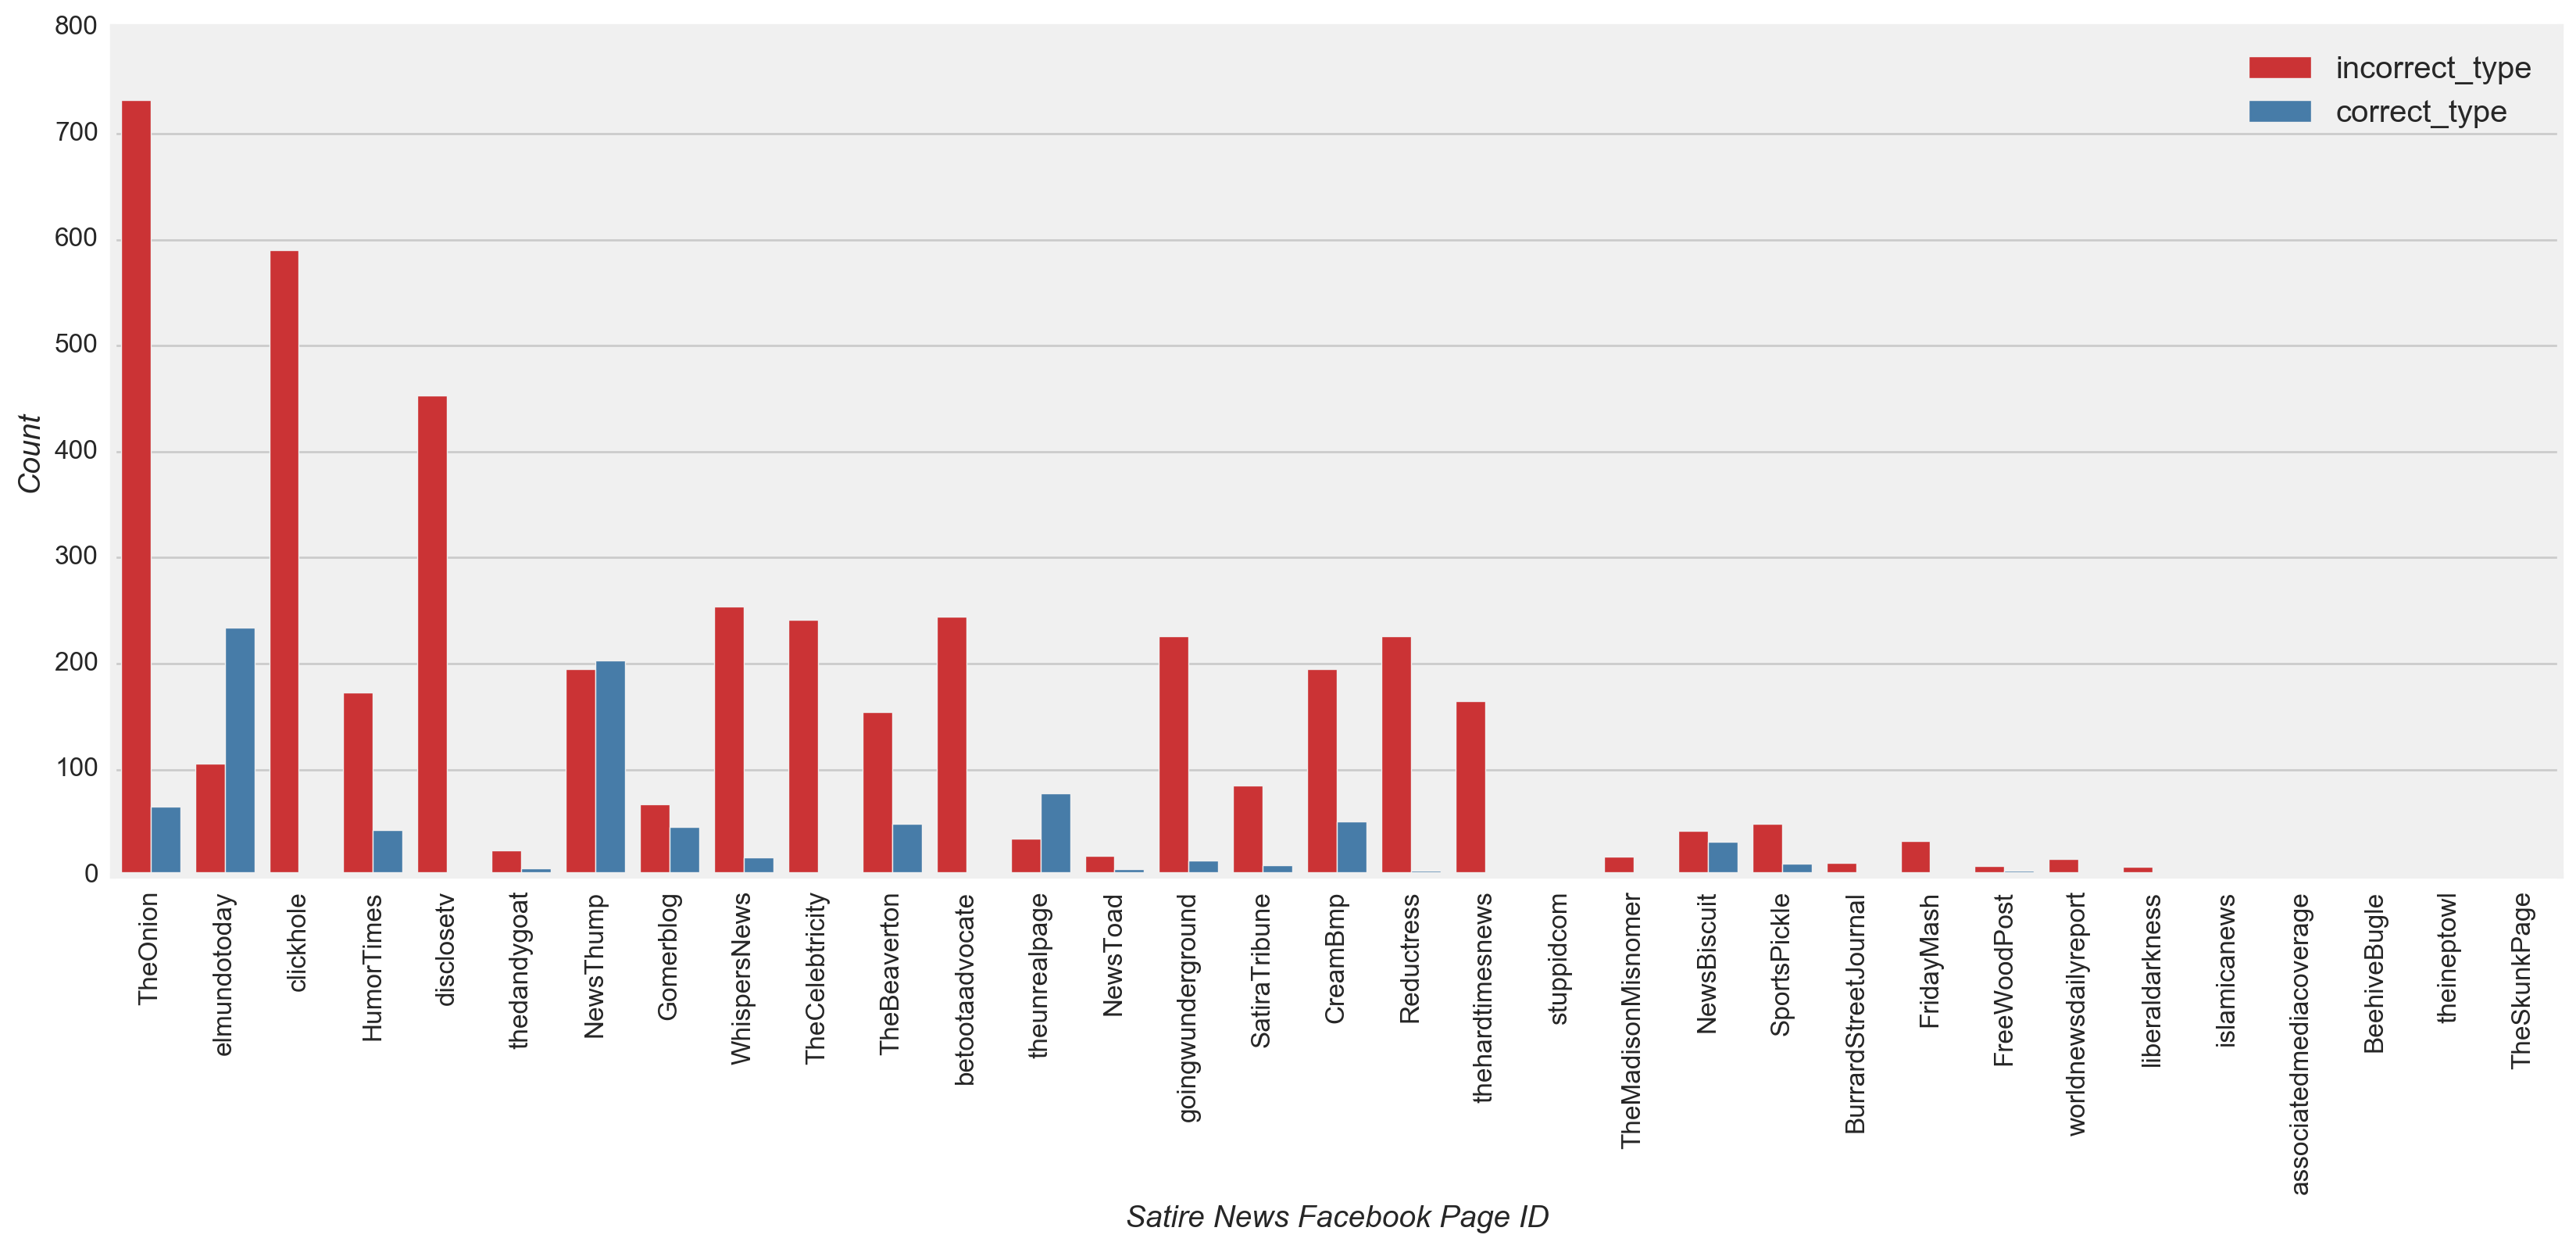 800
700
600
500
400
300
200
100
0
Count
incorrect_type
correct_type
TheOnion
elmundotoday
clickhole
HumorTimes
disclosetv
thedandygoat
NewsThump
Gomerblog
WhispersNews
TheCelebtricity
TheBeaverton
betootaadvocate
theunrealpage
NewsToad
goingwunderground
SatiraTribune
CreamBmp
Reductress
thehardtimesnews
stuppidcom
TheMadisonMisnomer
NewsBiscuit
SportsPickle
BurrardStreetJournal
FridayMash
FreeWoodPost
worldnewsdailyreport
liberaldarkness
islamicanews
associatedmediacoverage
BeehiveBugle
theineptowl
TheSkunkPage
Satire News Facebook Page ID